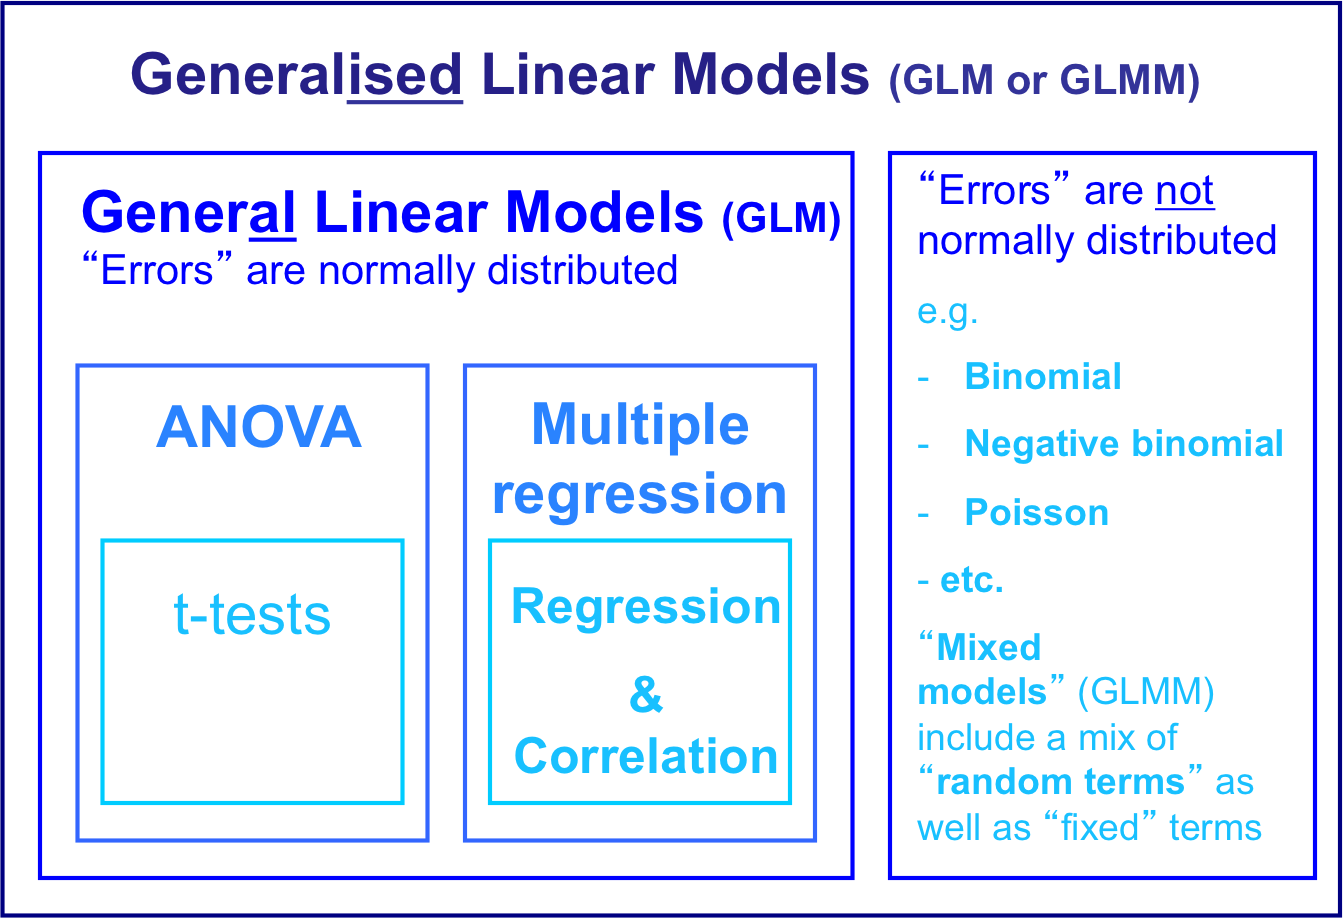 Generalised Linear Models (GLM or GLMM)
General Linear Models (GLM)
“Errors” are normally distributed
ANOVA
t-tests
Multiple
regression
Regression
&
Correlation
“Errors” are not
normally distributed
e.g.
- Binomial
- Negative binomial
- Poisson
- etc.
“Mixed
models” (GLMM)
include a mix of
“random terms” as
well as “fixed” terms